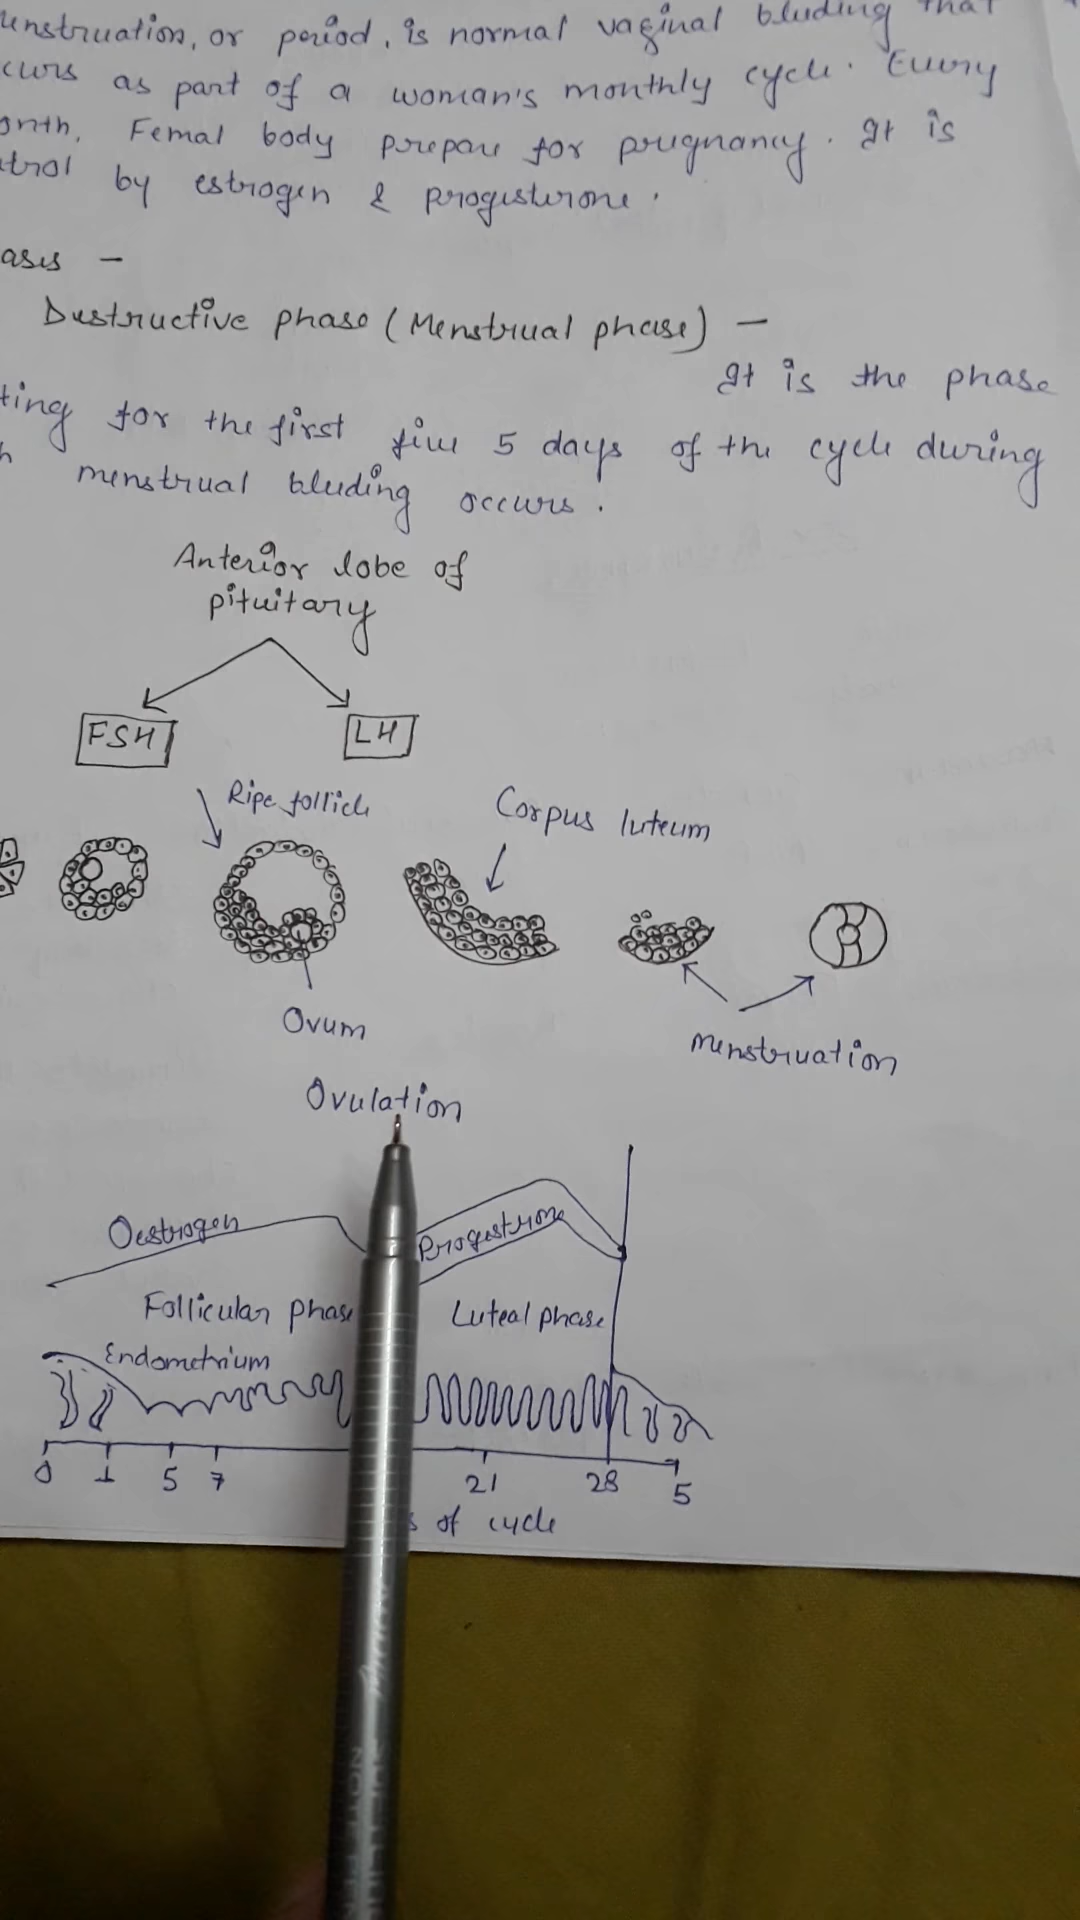 menstruation, or period, is normal vaginal bleeding that
occurs as part of a woman's monthly cycle. Every
onth, Femal body prepare for pregnancy. It is
trol by estrogen & progesterone.
ases -
Destructive phase (Menstrual phase) -
It is the phase
ting for the first five 5 days of the cycle during
h menstrual bleeding occurs.
Anterior lobe of
pituitary
FSH LH
Ripe follicle
Corpus luteum
Ovum
menstruation
Ovulation
Oestrogen
Progestrone
Follicular phase
Luteal phase
Endometrium
0 1 5 7 21 28 5
s of cycle